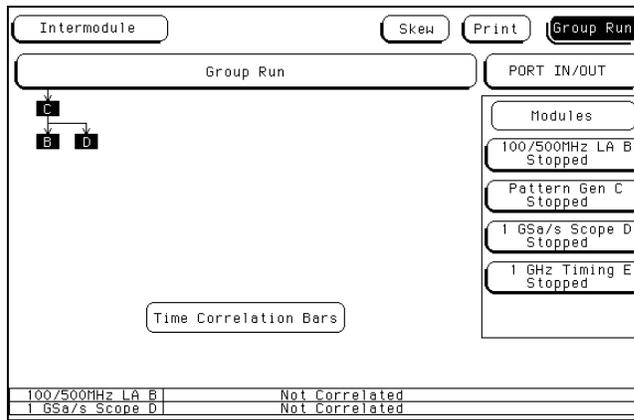 Intermodule
Skew
Print
Group Run
Group Run
PORT IN/OUT
C
B D
Modules
100/500MHz LA B
Stopped
Pattern Gen C
Stopped
1 GSa/s Scope D
Stopped
1 GHz Timing E
Stopped
Time Correlation Bars
100/500MHz LA B Not Correlated
1 GSa/s Scope D Not Correlated